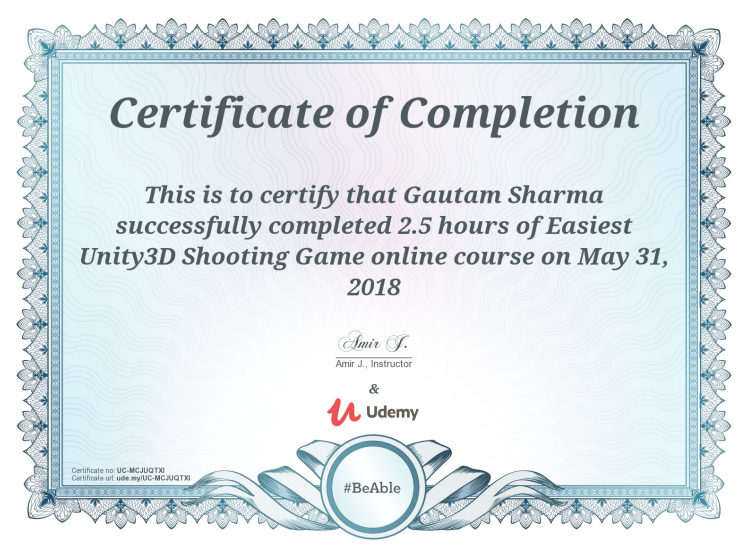 Certificate of Completion
This is to certify that Gautam Sharma
successfully completed 2.5 hours of Easiest
Unity3D Shooting Game online course on May 31,
2018
Amir J.
Amir J., Instructor
&
Udemy
Certificate no: UC-MCJUQTXI
Certificate url: ude.my/UC-MCJUQTXI
#BeAble